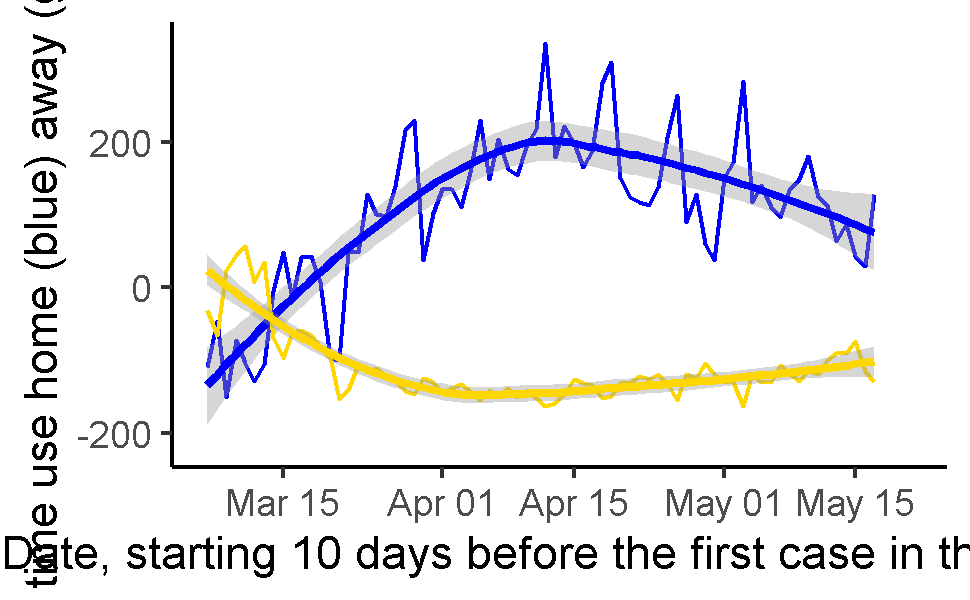 time use home (blue) away (
200
0
-200
Mar 15 Apr 01 Apr 15 May 01 May 15
Date, starting 10 days before the first case in th